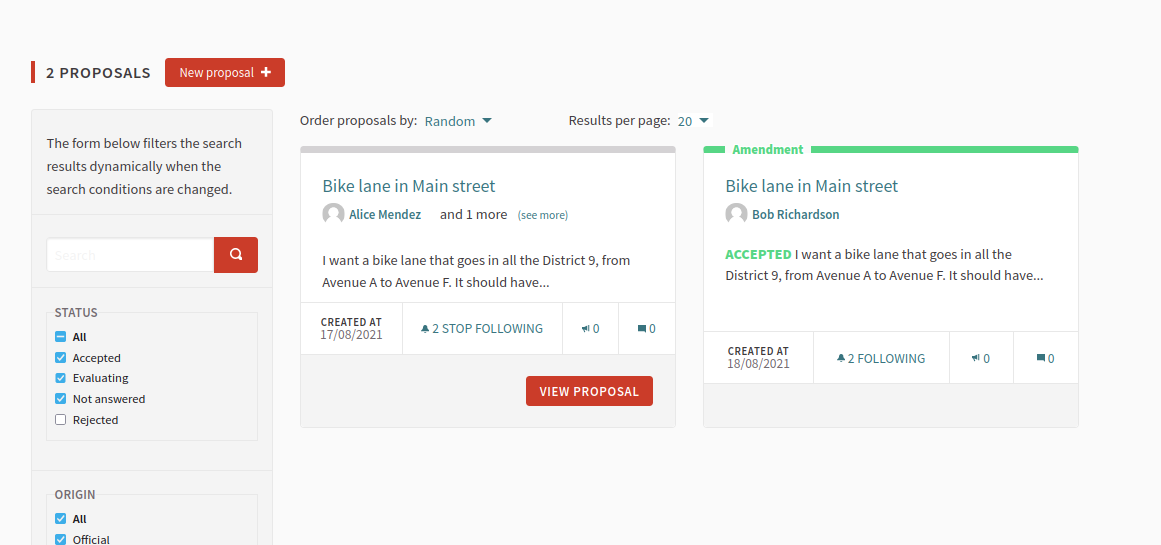 2 PROPOSALS
New proposal +
The form below filters the search
results dynamically when the
search conditions are changed.
Search
STATUS
All
Accepted
Evaluating
Not answered
Rejected
ORIGIN
All
Official
Order proposals by: Random
Results per page: 20
Bike lane in Main street
Alice Mendez and 1 more (see more)
I want a bike lane that goes in all the District 9, from
Avenue A to Avenue F. It should have...
CREATED AT
17/08/2021
2 STOP FOLLOWING
0
0
VIEW PROPOSAL
Amendment
Bike lane in Main street
Bob Richardson
ACCEPTED I want a bike lane that goes in all the
District 9, from Avenue A to Avenue F. It should have...
CREATED AT
18/08/2021
2 FOLLOWING
0
0